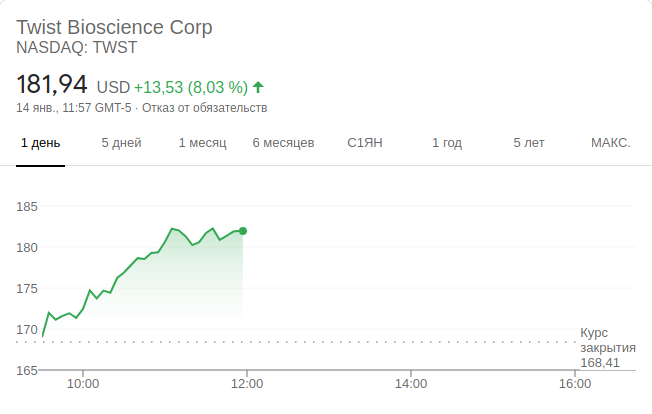 Twist Bioscience Corp
NASDAQ: TWST
181,94 USD +13,53 (8,03 %)
14 янв., 11:57 GMT-5 · Отказ от обязательств
1 день 5 дней 1 месяц 6 месяцев С1ЯН 1 год 5 лет МАКС.
185
180
175
170
165
Курс
закрытия
168,41
10:00 12:00 14:00 16:00